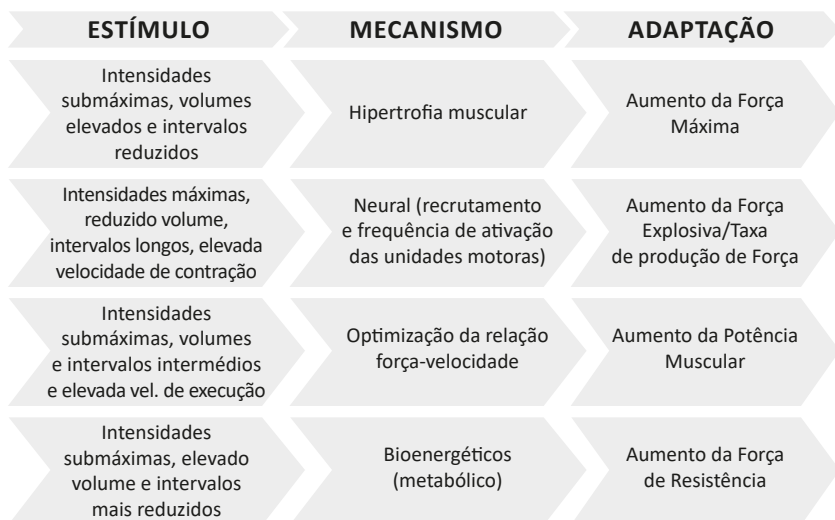 ESTÍMULO
MECANISMO
ADAPTAÇÃO
Intensidades
submáximas, volumes
elevados e intervalos
reduzidos
Hipertrofia muscular
Aumento da Força
Máxima
Intensidades máximas,
reduzido volume,
intervalos longos, elevada
velocidade de contração
Neural (recrutamento
e frequência de ativação
das unidades motoras)
Aumento da Força
Explosiva/Taxa
de produção de Força
Intensidades
submáximas, volumes
e intervalos intermédios
e elevada vel. de execução
Optimização da relação
força-velocidade
Aumento da Potência
Muscular
Intensidades
submáximas, elevado
volume e intervalos
mais reduzidos
Bioenergéticos
(metabólico)
Aumento da Força
de Resistência